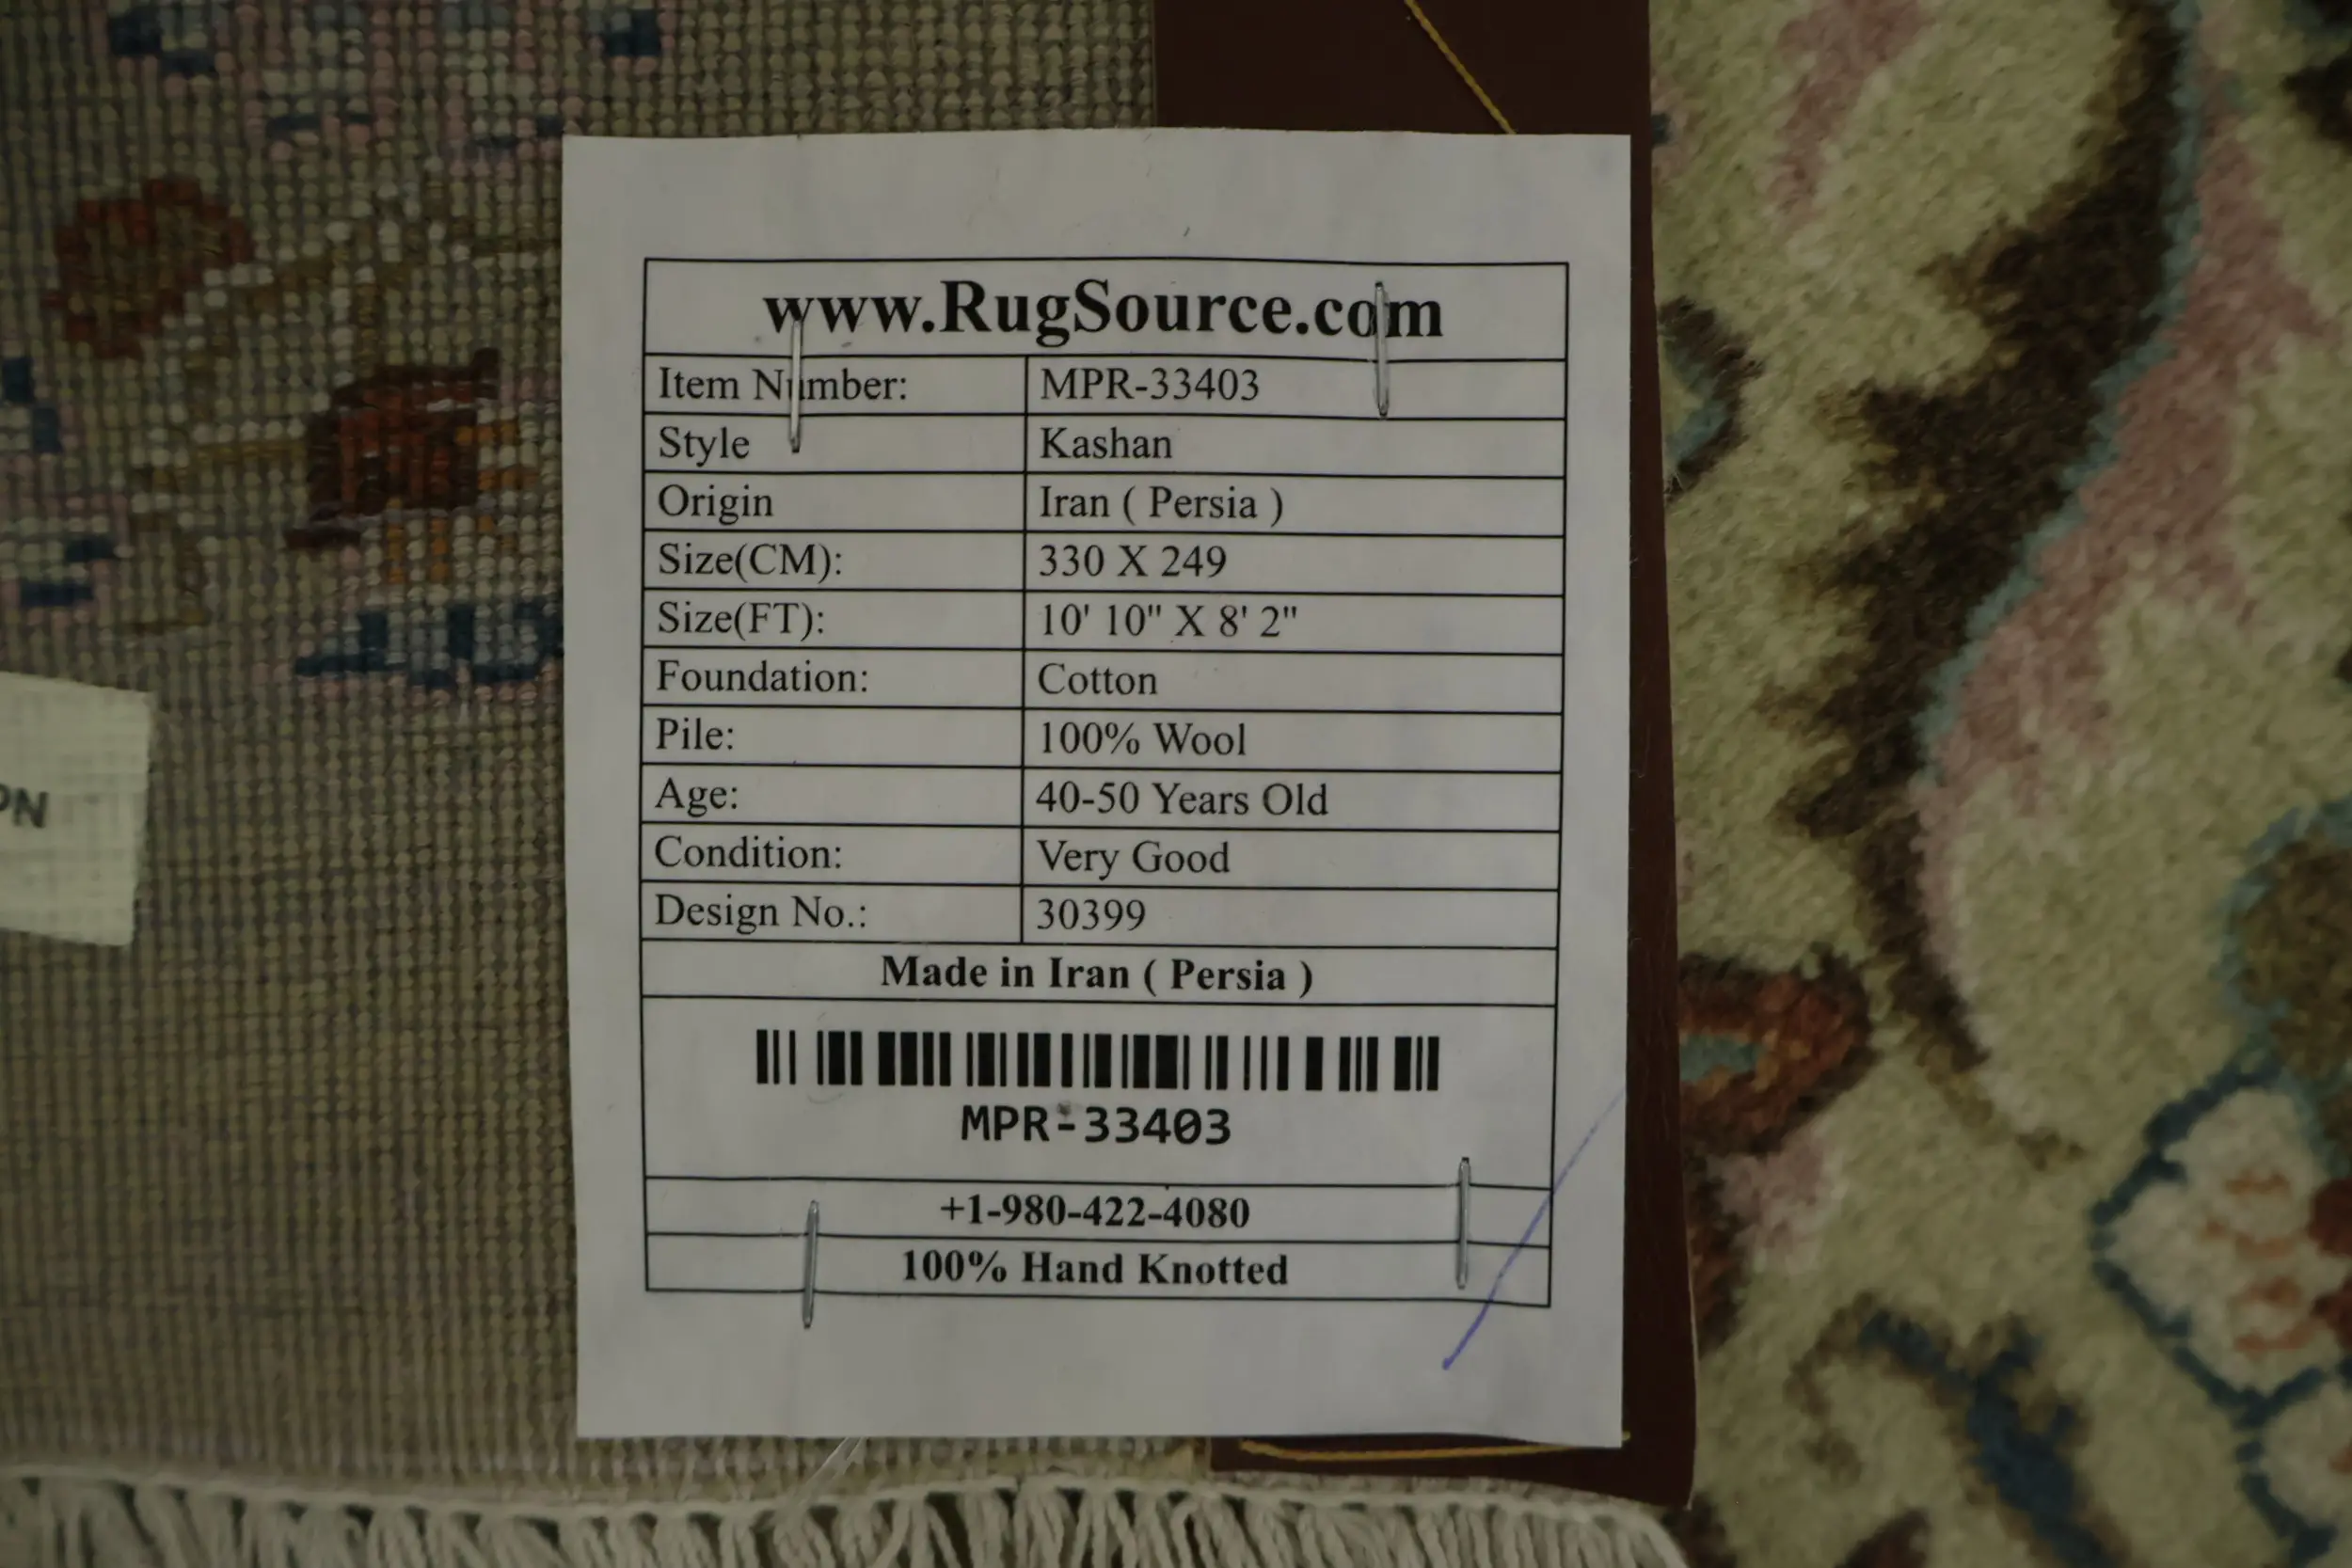 www.RugSource.com
Item Number: MPR-33403
Style Kashan
Origin Iran ( Persia )
Size(CM): 330 X 249
Size(FT): 10' 10" X 8' 2"
Foundation: Cotton
Pile: 100% Wool
Age: 40-50 Years Old
Condition: Very Good
Design No.: 30399
Made in Iran ( Persia )
MPR-33403
+1-980-422-4080
100% Hand Knotted